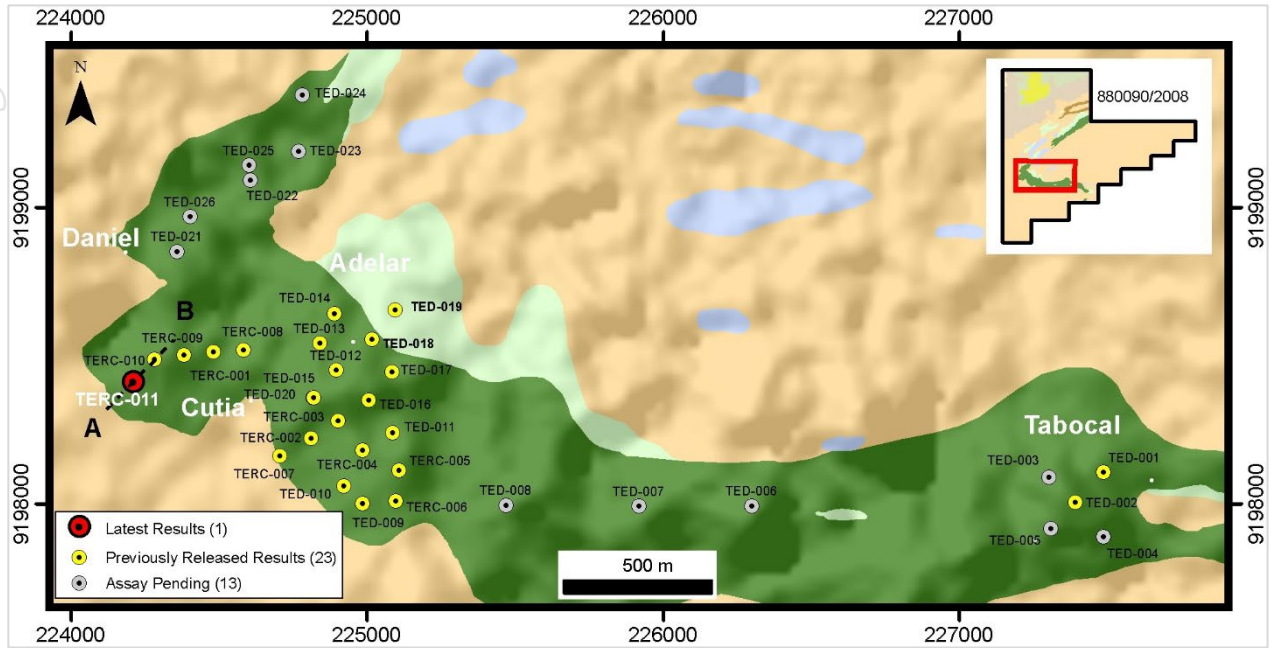 224000 225000 226000 227000
N
TED-024
880090/2008
TED-025 TED-023
TED-022
9199000 9199000
TED-026
Daniel TED-021
Adelar
TED-014 TED-019
B
TED-013
TERC-009 TERC-008
TED-018
TERC-010 TED-012
TERC-001 TED-015 TED-017
TERC-011 TED-020 TED-016
Cutia
TERC-003
A
TERC-002 TED-011
Tabocal
TERC-004 TERC-005
TERC-007
TED-003 TED-001
TED-010 TED-008 TED-007 TED-006
TERC-006 TED-002
TED-009
9198000 9198000
Latest Results (1)
TED-005
TED-004
Previously Released Results (23)
500 m
Assay Pending (13)
224000 225000 226000 227000